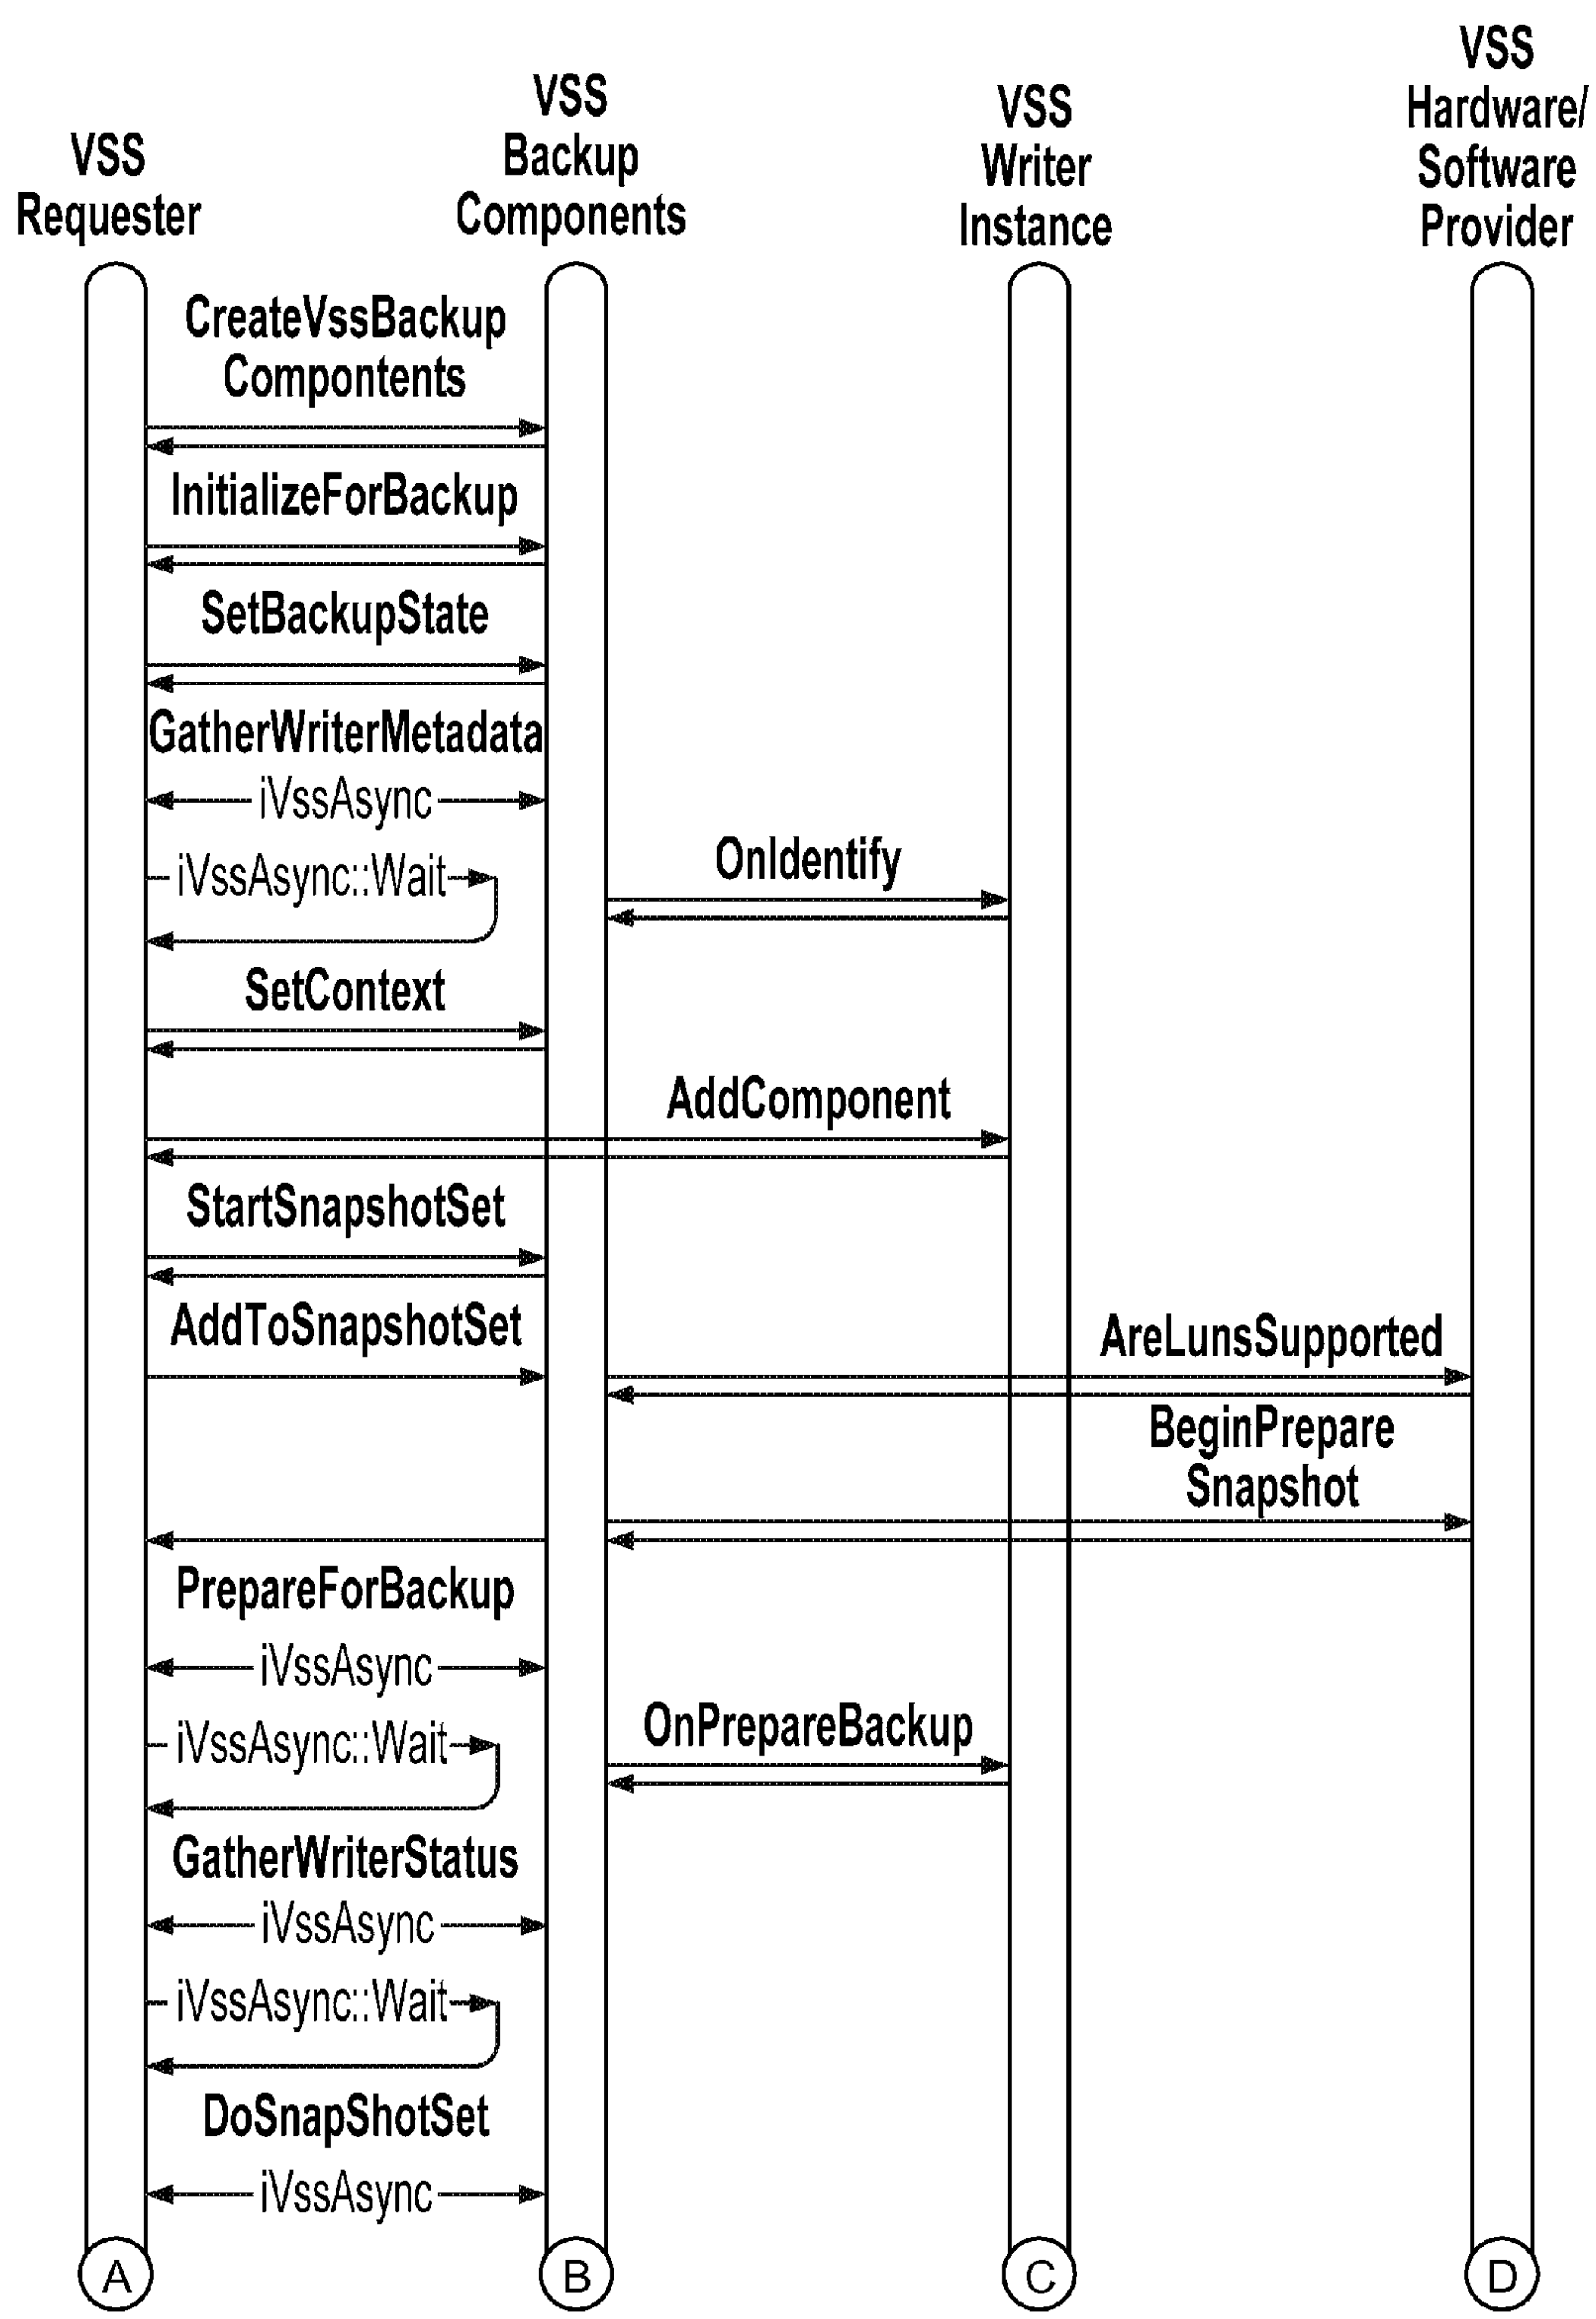 VSS
Requester
VSS
Backup
Components
VSS
Writer
Instance
VSS
Hardware/
Software
Provider
CreateVssBackup
Compontents
InitializeForBackup
SetBackupState
GatherWriterMetadata
iVssAsync
iVssAsync::Wait
OnIdentify
SetContext
AddComponent
StartSnapshotSet
AddToSnapshotSet
AreLunsSupported
BeginPrepare
Snapshot
PrepareForBackup
iVssAsync
iVssAsync::Wait
OnPrepareBackup
GatherWriterStatus
iVssAsync
iVssAsync::Wait
DoSnapShotSet
iVssAsync
A
B
C
D